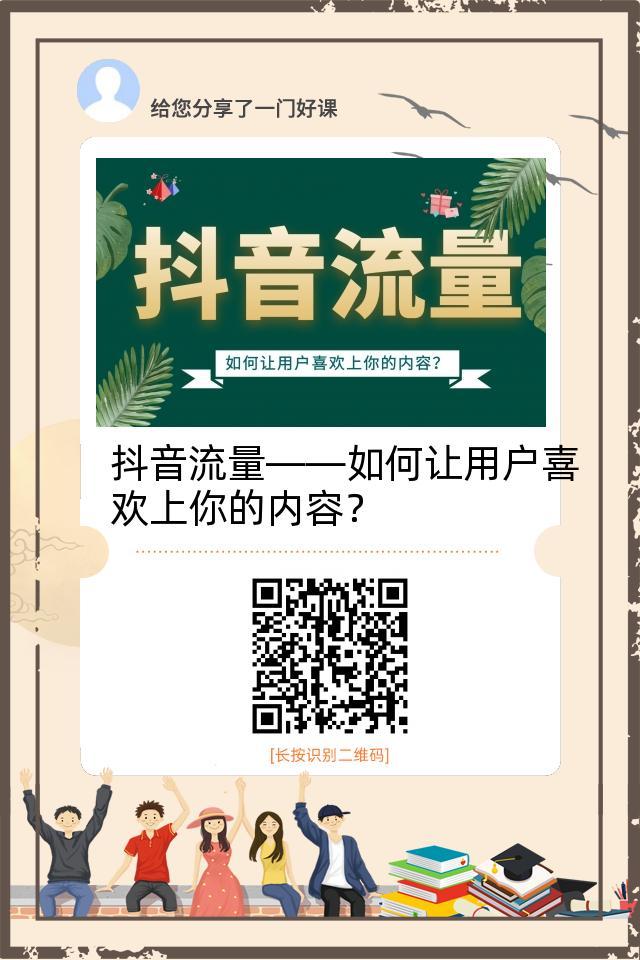 给您分享了一门好课
抖音流量
如何让用户喜欢上你的内容？
抖音流量——如何让用户喜
欢上你的内容？
[长按识别二维码]